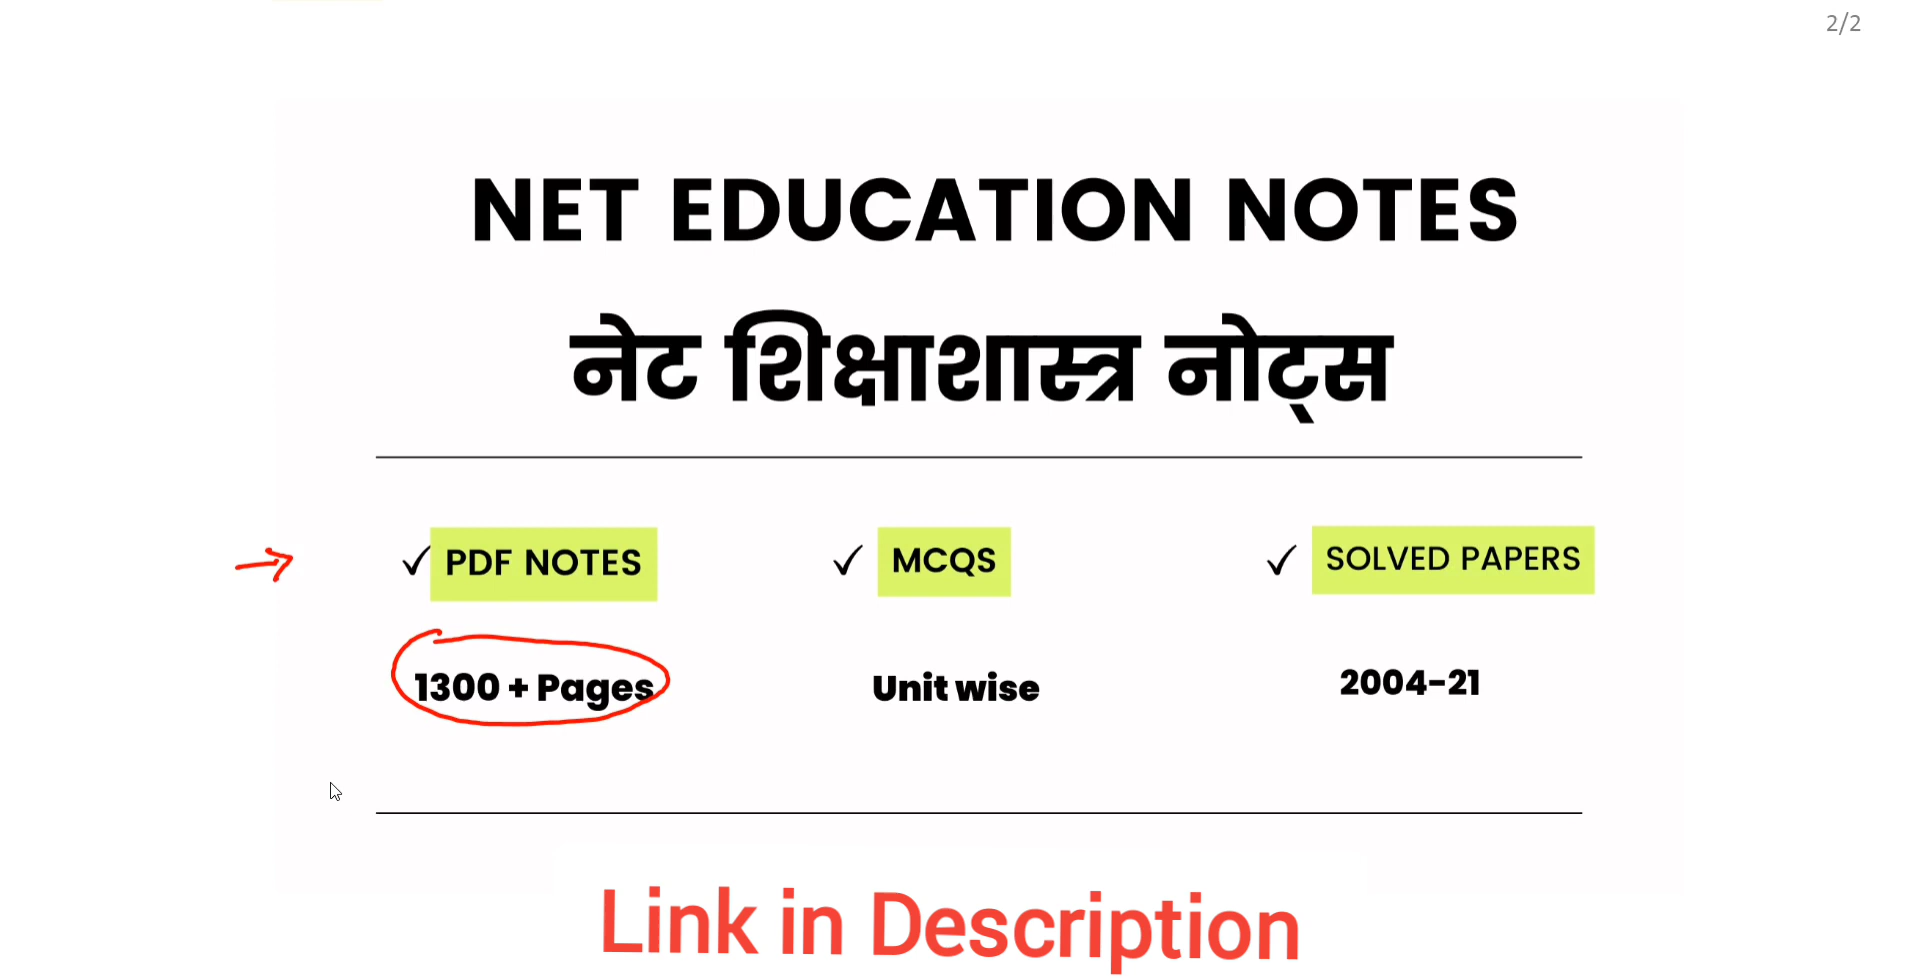 2/2
NET EDUCATION NOTES
नेट शिक्षाशास्त्र नोट्स
✓ PDF NOTES ✓ MCQS ✓ SOLVED PAPERS
1300 + Pages Unit wise 2004-21
Link in Description